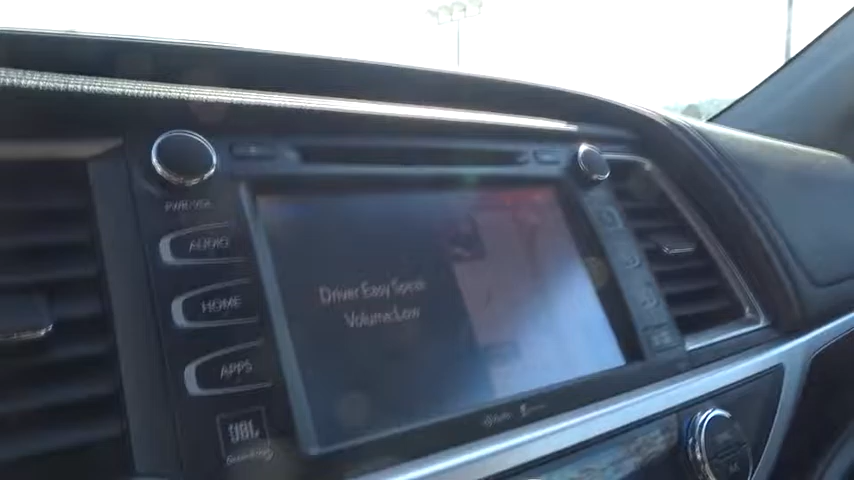 PWR•VOL
AUDIO
HOME
APPS
Driver Easy Speak
Volume:Low
JBL